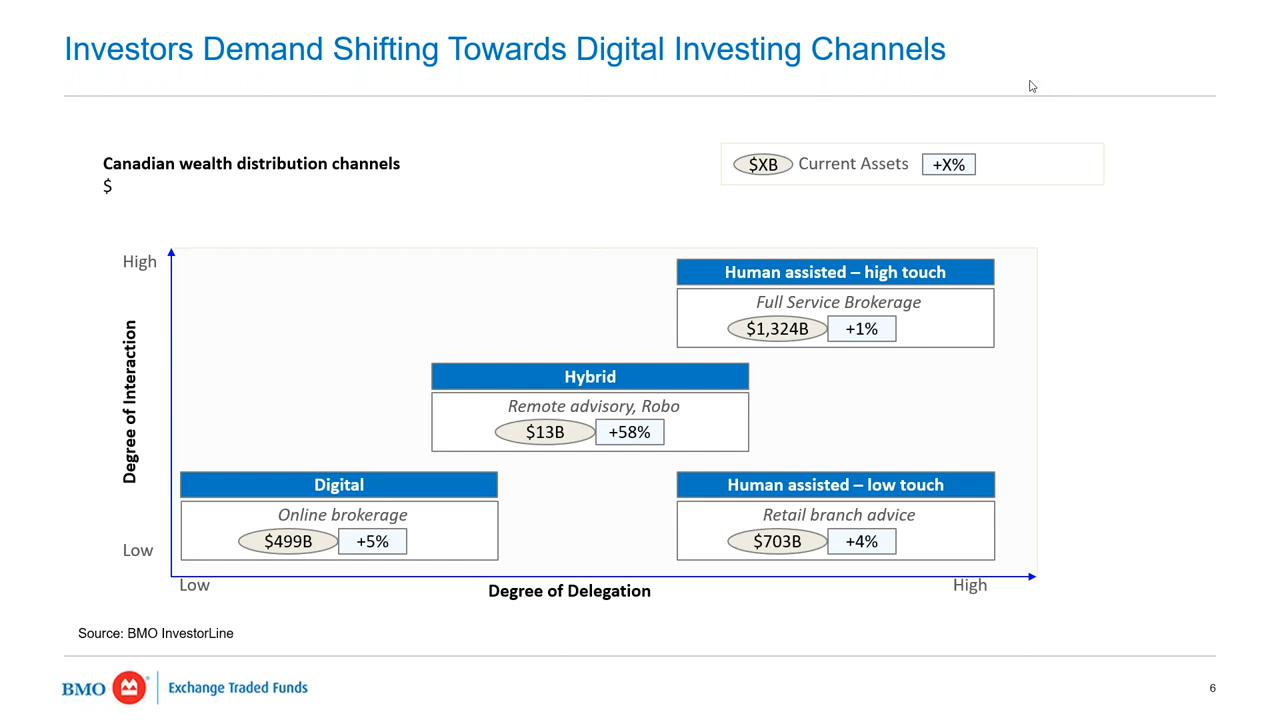 Investors Demand Shifting Towards Digital Investing Channels
Canadian wealth distribution channels
$
$XB Current Assets +X%
High
Degree of Interaction
Low
Human assisted – high touch
Full Service Brokerage
$1,324B +1%
Hybrid
Remote advisory, Robo
$13B +58%
Digital
Online brokerage
$499B +5%
Human assisted – low touch
Retail branch advice
$703B +4%
Low
Degree of Delegation
High
Source: BMO InvestorLine
BMO Exchange Traded Funds
6